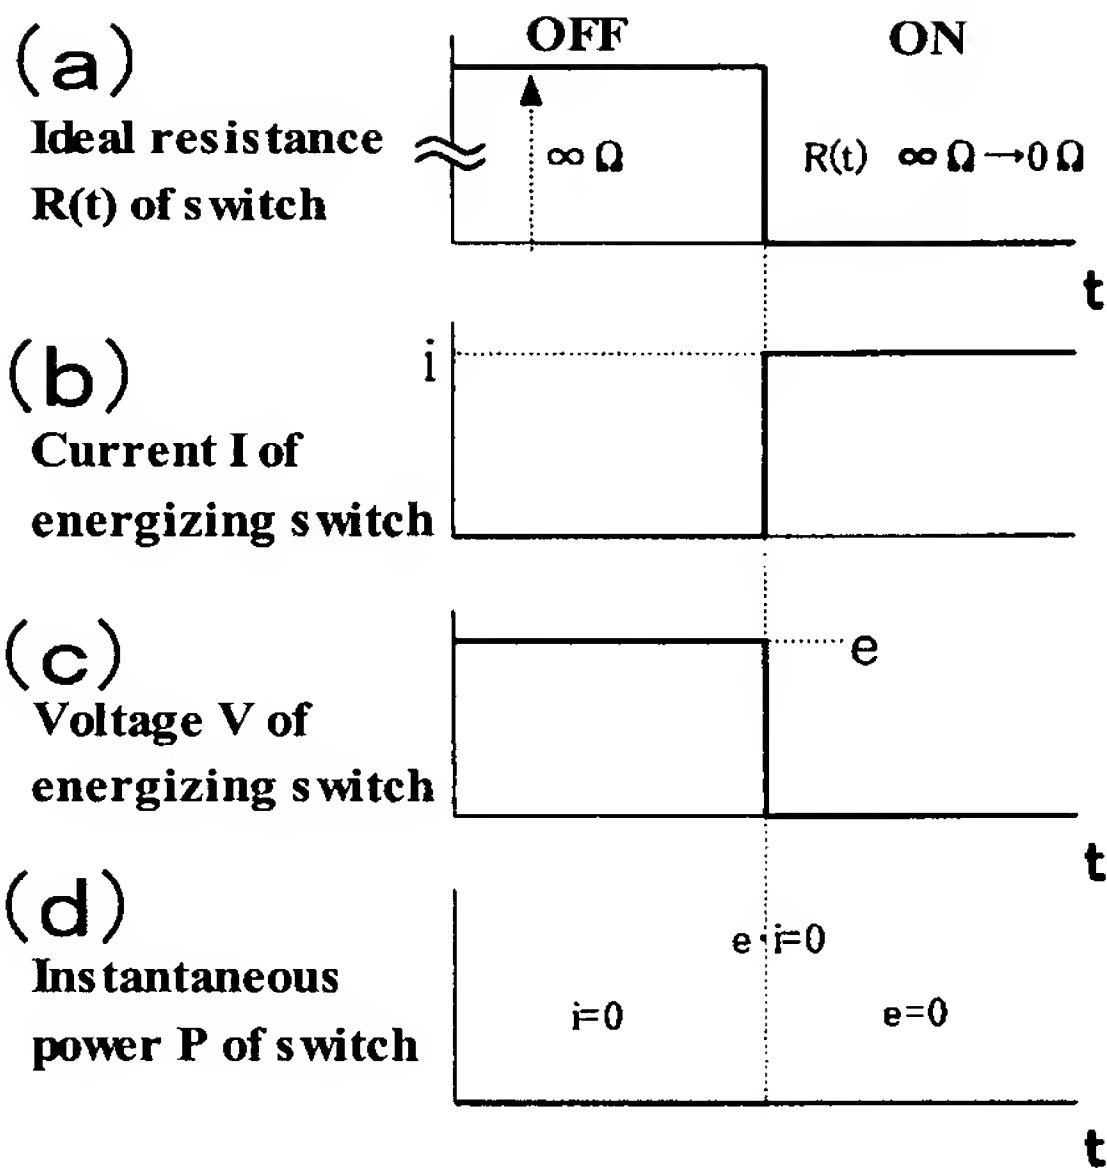 OFF ON
(a)
Ideal resistance
R(t) of switch
∞ Ω
R(t) ∞ Ω→0 Ω
t
(b)
i
Current I of
energizing switch
(c)
e
Voltage V of
energizing switch
t
(d)
e·i=0
Instantaneous
power P of switch
i=0
e=0
t